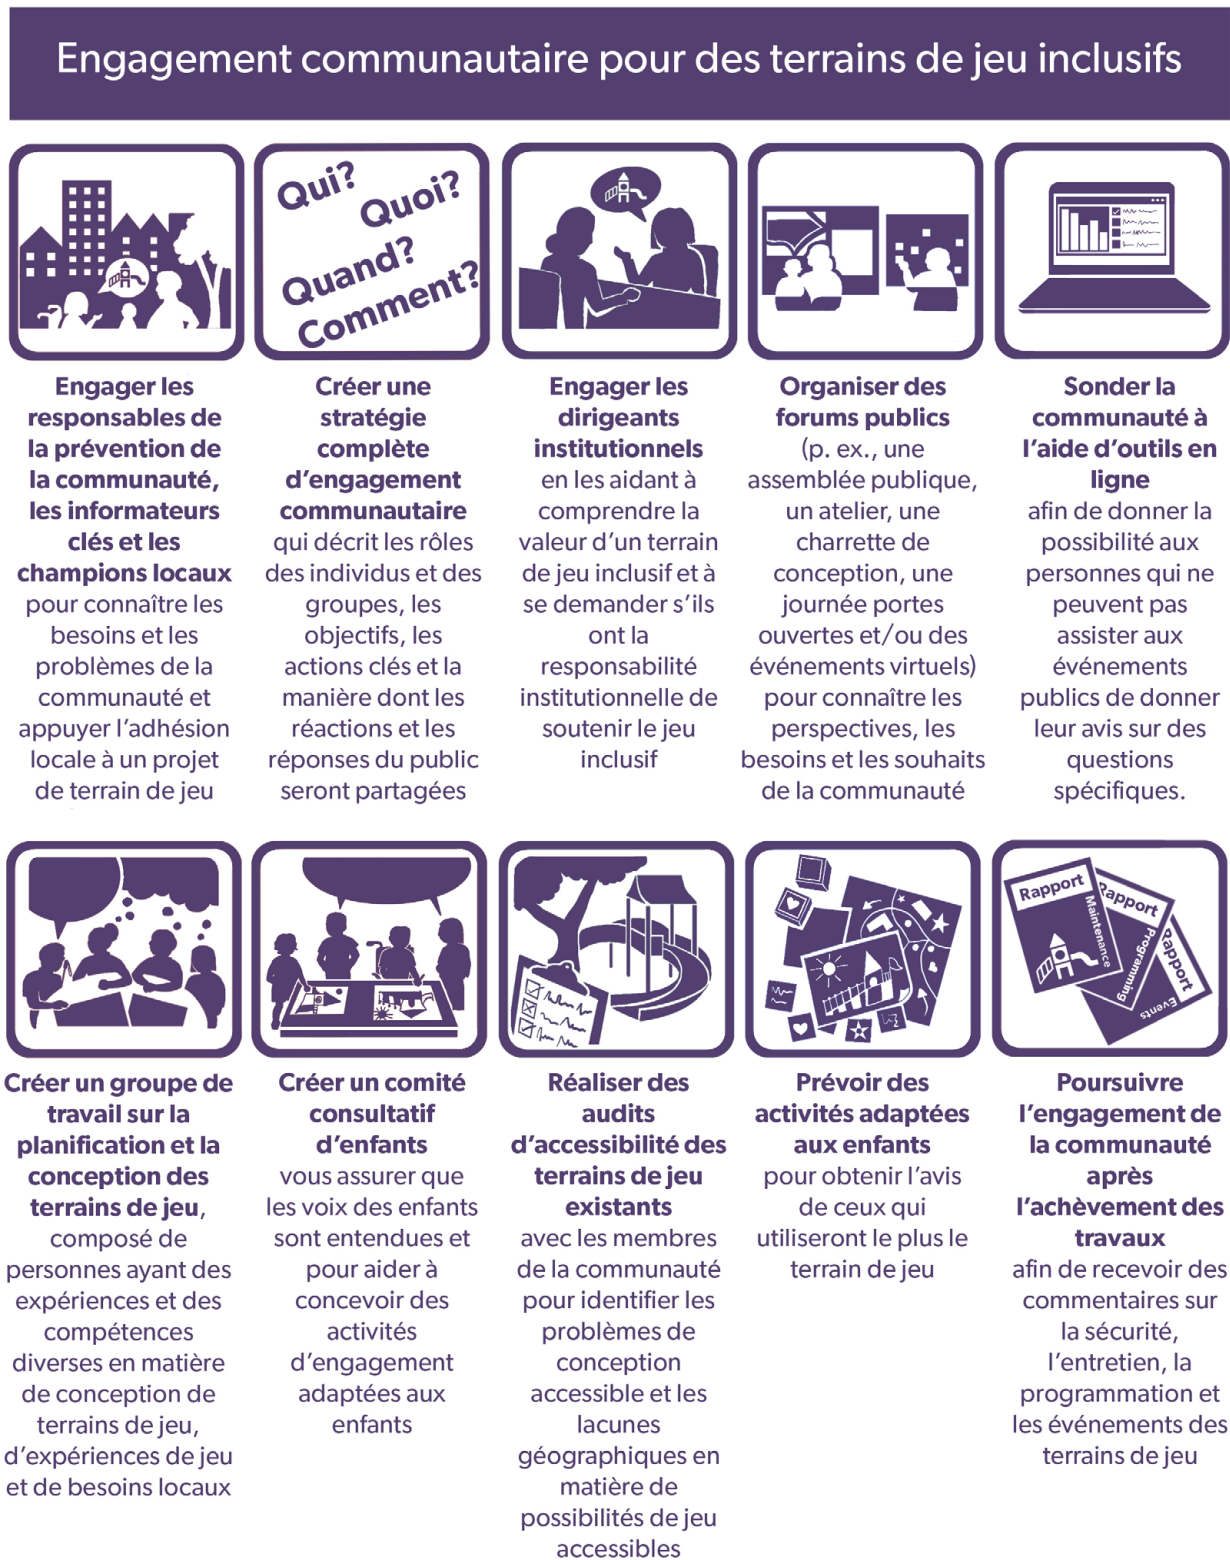 Engagement communautaire pour des terrains de jeu inclusifs
Qui?
Quoi?
Quand?
Comment?
Engager les
responsables de
la prévention de
la communauté,
les informateurs
clés et les
champions locaux
pour connaître les
besoins et les
problèmes de la
communauté et
appuyer l'adhésion
locale à un projet
de terrain de jeu
Créer une
stratégie
complète
d'engagement
communautaire
qui décrit les rôles
des individus et des
groupes, les
objectifs, les
actions clés et la
manière dont les
réactions et les
réponses du public
seront partagées
Engager les
dirigeants
institutionnels
en les aidant à
comprendre la
valeur d'un terrain
de jeu inclusif et à
se demander s'ils
ont la
responsabilité
institutionnelle de
soutenir le jeu
inclusif
Organiser des
forums publics
(p. ex., une
assemblée publique,
un atelier, une
charrette de
conception, une
journée portes
ouvertes et/ou des
événements virtuels)
pour connaître les
perspectives, les
besoins et les souhaits
de la communauté
Sonder la
communauté à
l'aide d'outils en
ligne
afin de donner la
possibilité aux
personnes qui ne
peuvent pas
assister aux
événements
publics de donner
leur avis sur des
questions
spécifiques.
Rapport
Maintenance
Rapport
Programming
Rapport
Events
Créer un groupe de
travail sur la
planification et la
conception des
terrains de jeu,
composé de
personnes ayant des
expériences et des
compétences
diverses en matière
de conception de
terrains de jeu,
d'expériences de jeu
et de besoins locaux
Créer un comité
consultatif
d'enfants
vous assurer que
les voix des enfants
sont entendues et
pour aider à
concevoir des
activités
d'engagement
adaptées aux
enfants
Réaliser des
audits
d'accessibilité des
terrains de jeu
existants
avec les membres
de la communauté
pour identifier les
problèmes de
conception
accessible et les
lacunes
géographiques en
matière de
possibilités de jeu
accessibles
Prévoir des
activités adaptées
aux enfants
pour obtenir l'avis
de ceux qui
utiliseront le plus le
terrain de jeu
Poursuivre
l'engagement de
la communauté
après
l'achèvement des
travaux
afin de recevoir des
commentaires sur
la sécurité,
l'entretien, la
programmation et
les événements des
terrains de jeu